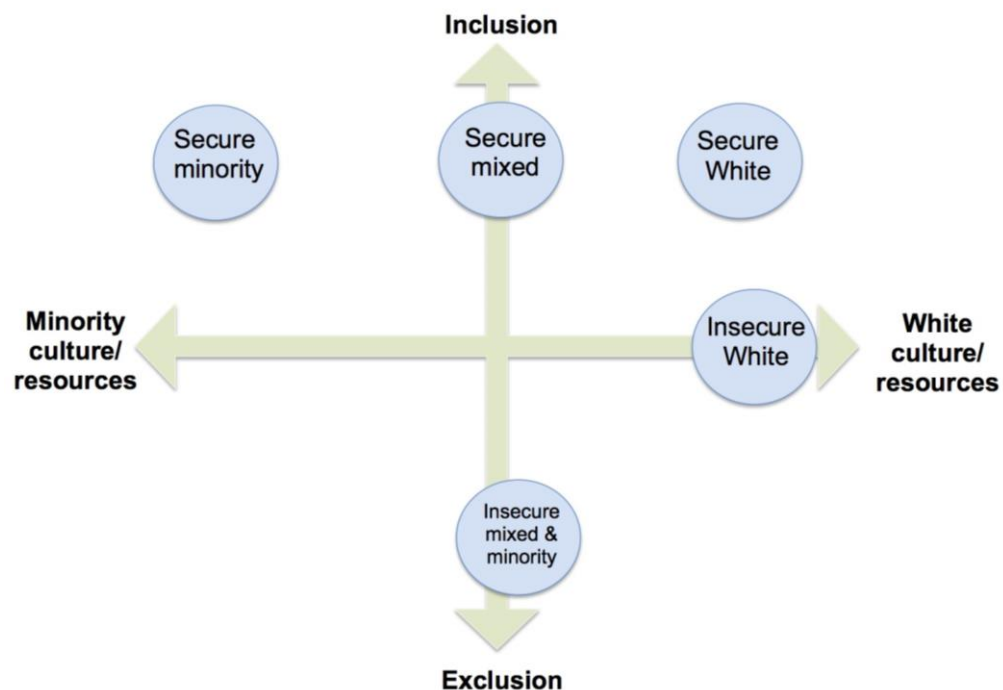 Inclusion
Secure
minority
Secure
mixed
Secure
White
Minority
culture/
resources
Insecure
White
White
culture/
resources
Insecure
mixed &
minority
Exclusion